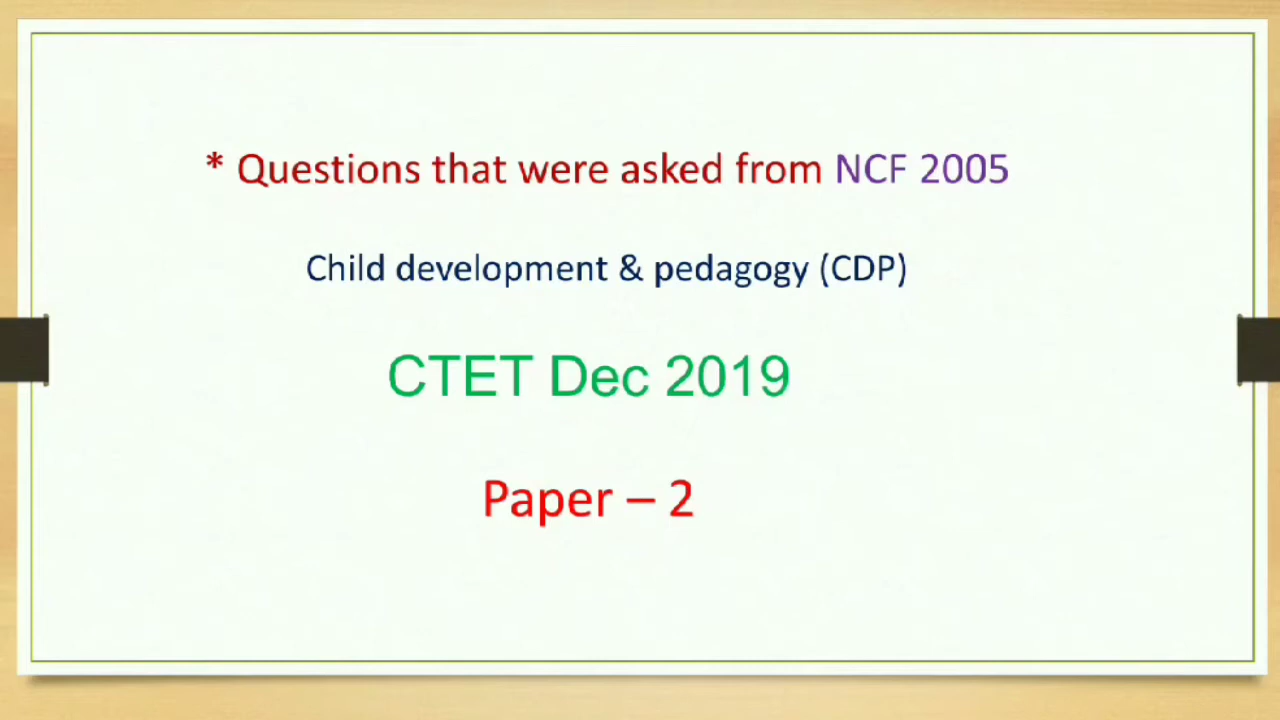 * Questions that were asked from NCF 2005
Child development & pedagogy (CDP)
CTET Dec 2019
Paper – 2